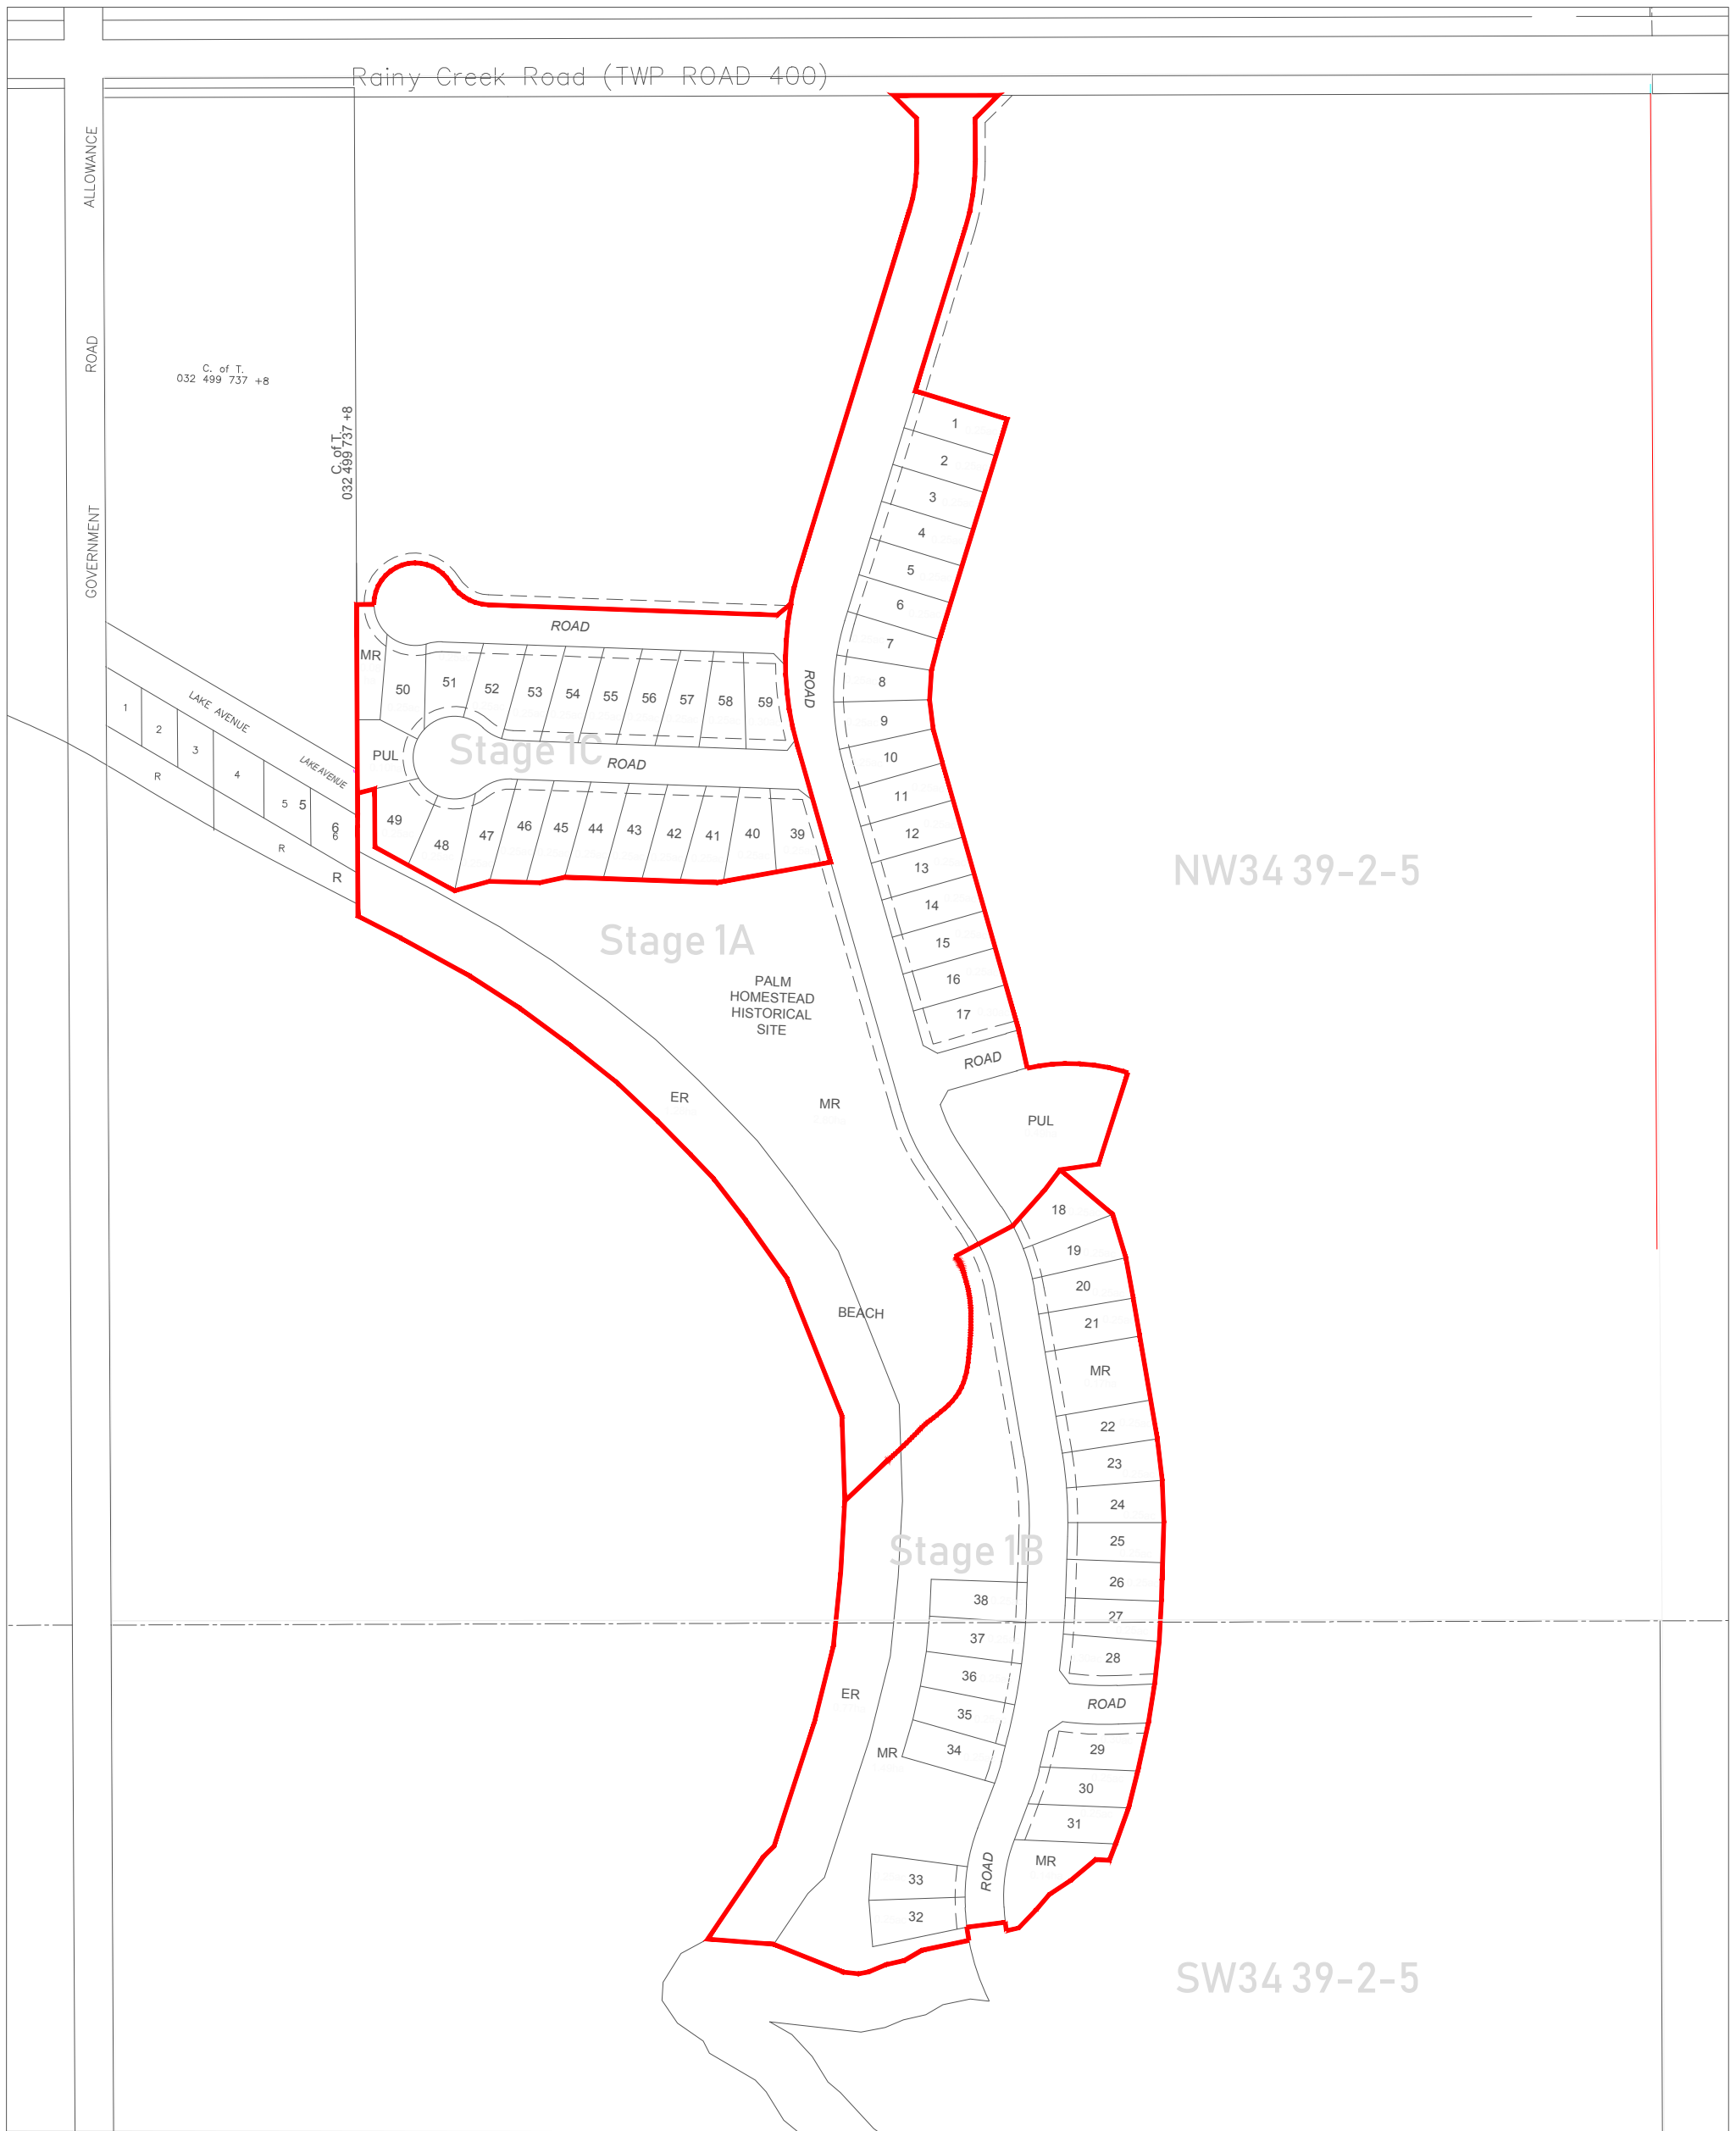 Rainy Creek Road (TWP ROAD 400)
ALLOWANCE
ROAD
GOVERNMENT
C. of T.
032 499 737 +8
C. of T.
032 499 737 +8
1
2
3
4
5
6
7
8
9
10
11
12
13
14
15
16
17
ROAD
ROAD
MR
50
51
52
53
54
55
56
57
58
59
ROAD
PUL
Stage 1C
ROAD
49
48
47
46
45
44
43
42
41
40
39
LAKE AVENUE
LAKE AVENUE
1
2
3
4
5
5
6
6
R
R
R
NW34 39-2-5
Stage 1A
PALM
HOMESTEAD
HISTORICAL
SITE
ER
MR
ROAD
PUL
BEACH
18
19
20
21
MR
22
23
24
25
26
27
28
Stage 1B
38
37
36
35
34
ER
MR
ROAD
29
30
31
MR
ROAD
33
32
SW34 39-2-5